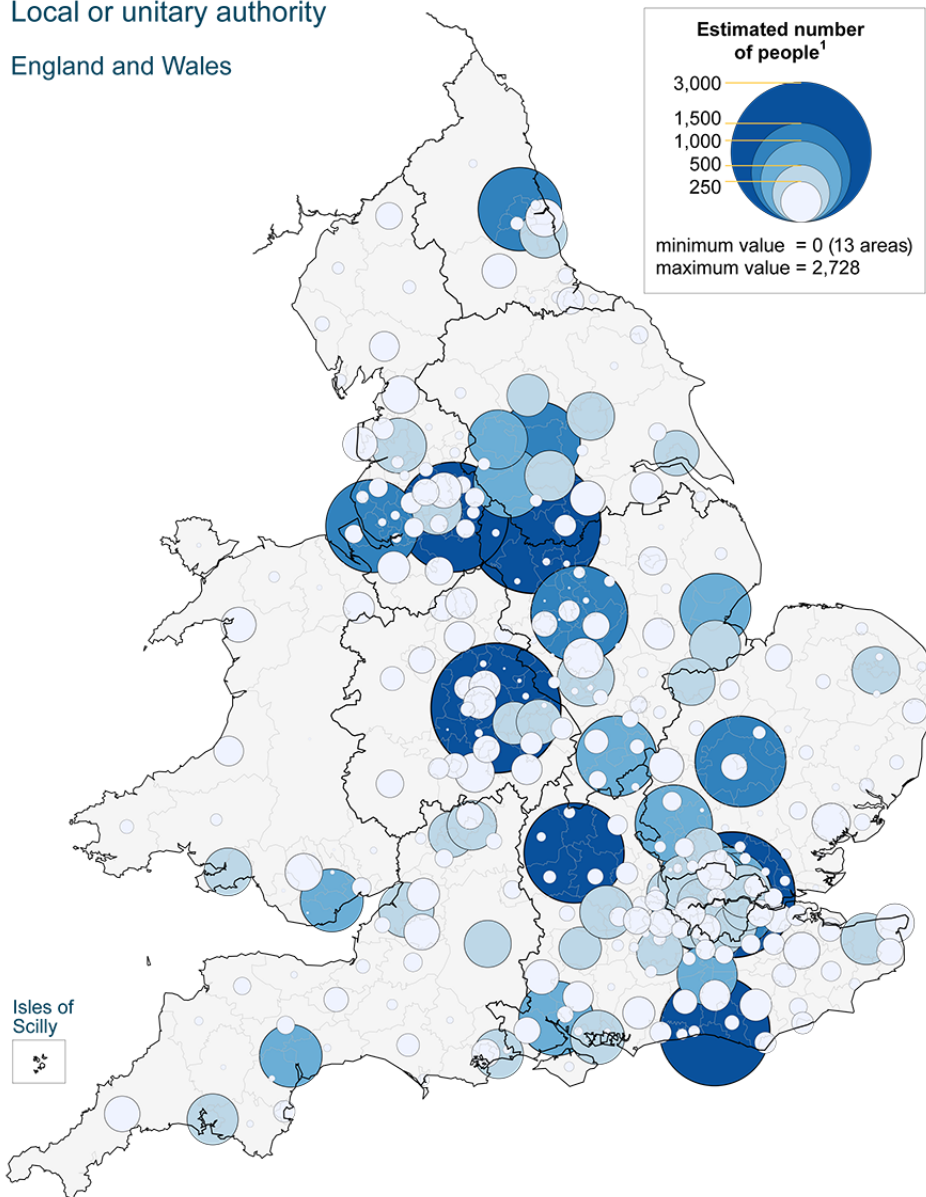 Local or unitary authority
England and Wales
Estimated number
of people¹
3,000
1,500
1,000
500
250
minimum value = 0 (13 areas)
maximum value = 2,728
Isles of
Scilly